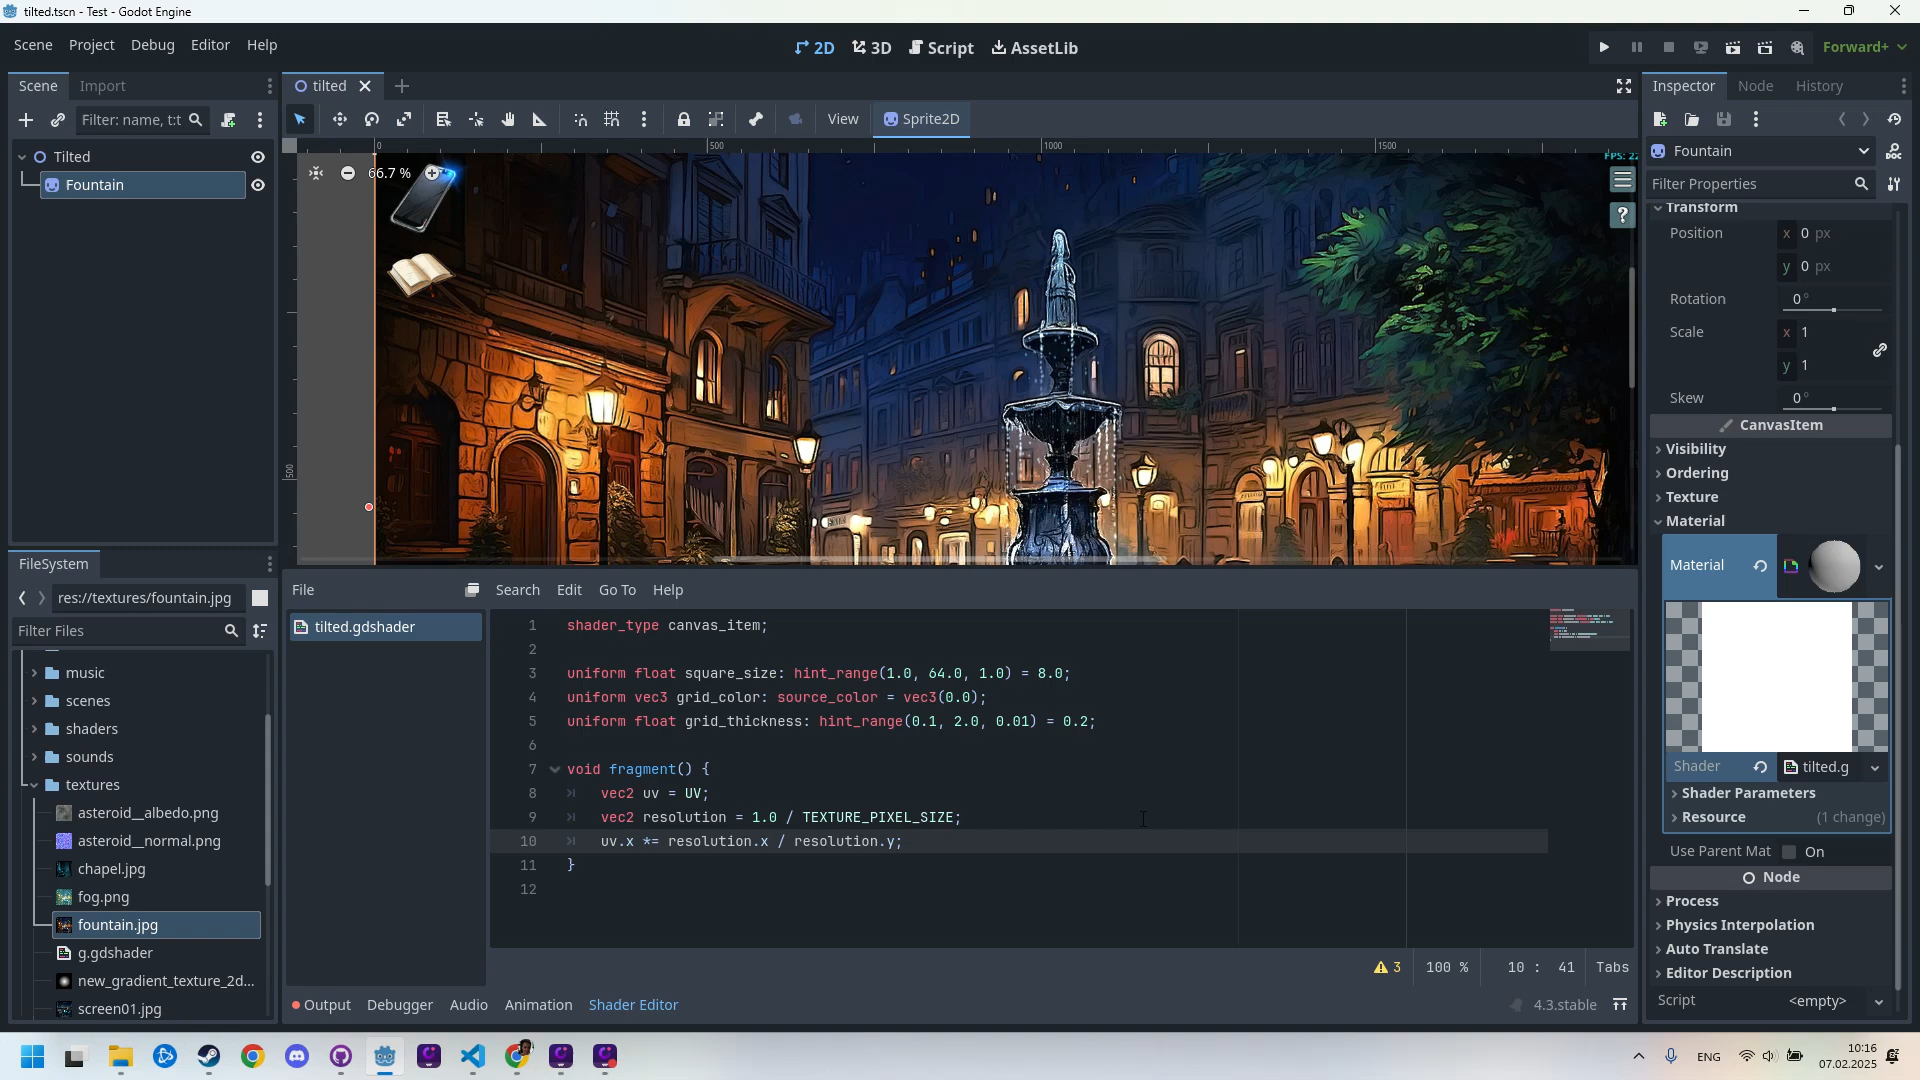 tilted.tscn - Test - Godot Engine
Scene Project Debug Editor Help
2D 3D Script AssetLib
Forward+
Scene Import
Filter: name, t:t
Tilted
Fountain
tilted
View Sprite2D
0 500 1000 1500
66.7 %
500
FileSystem
res://textures/fountain.jpg
Filter Files
music
scenes
shaders
sounds
textures
asteroid__albedo.png
asteroid__normal.png
chapel.jpg
fog.png
fountain.jpg
g.gdshader
new_gradient_texture_2d...
screen01.jpg
File Search Edit Go To Help
tilted.gdshader
1 shader_type canvas_item;
2
3 uniform float square_size: hint_range(1.0, 64.0, 1.0) = 8.0;
4 uniform vec3 grid_color: source_color = vec3(0.0);
5 uniform float grid_thickness: hint_range(0.1, 2.0, 0.01) = 0.2;
6
7 void fragment() {
8 vec2 uv = UV;
9 vec2 resolution = 1.0 / TEXTURE_PIXEL_SIZE;
10 uv.x *= resolution.x / resolution.y;
11 }
12
3 100 % 10 : 41 Tabs
Output Debugger Audio Animation Shader Editor
4.3.stable
Inspector Node History
Fountain
Filter Properties
Transform
Position x 0 px
y 0 px
Rotation 0 °
Scale x 1
y 1
Skew 0 °
CanvasItem
Visibility
Ordering
Texture
Material
Material
Shader tilted.g
Shader Parameters
Resource (1 change)
Use Parent Mat On
Node
Process
Physics Interpolation
Auto Translate
Editor Description
Script <empty>
ENG
10:16
07.02.2025